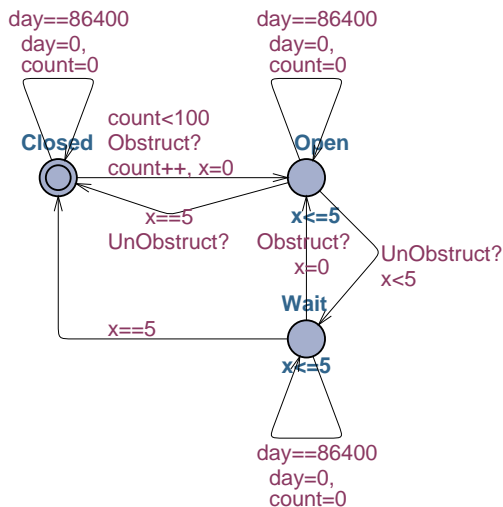 day==86400
day=0,
count=0
day==86400
day=0,
count=0
Closed
count<100
Obstruct?
count++, x=0
Open
x==5
UnObstruct?
x<=5
Obstruct?
x=0
UnObstruct?
x<5
Wait
x==5
x<=5
day==86400
day=0,
count=0